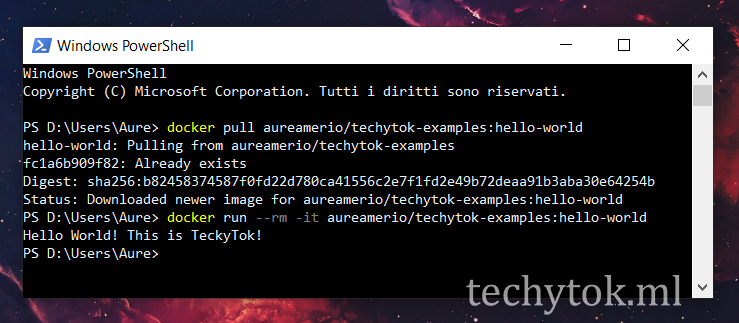 Windows PowerShell
Windows PowerShell
Copyright (C) Microsoft Corporation. Tutti i diritti sono riservati.
PS D:\Users\Aure> docker pull aureamerio/techytok-examples:hello-world
hello-world: Pulling from aureamerio/techytok-examples
fc1a6b909f82: Already exists
Digest: sha256:b82458374587f0fd22d780ca41556c2e7f1fd2e49b72deaa91b3aba30e64254b
Status: Downloaded newer image for aureamerio/techytok-examples:hello-world
PS D:\Users\Aure> docker run --rm -it aureamerio/techytok-examples:hello-world
Hello World! This is TeckyTok!
PS D:\Users\Aure>
techytok.ml